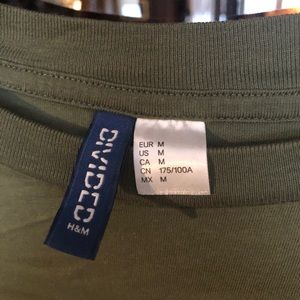 DIVIDED
H&M
EUR M
US M
CA M
CN 175/100A
MX M